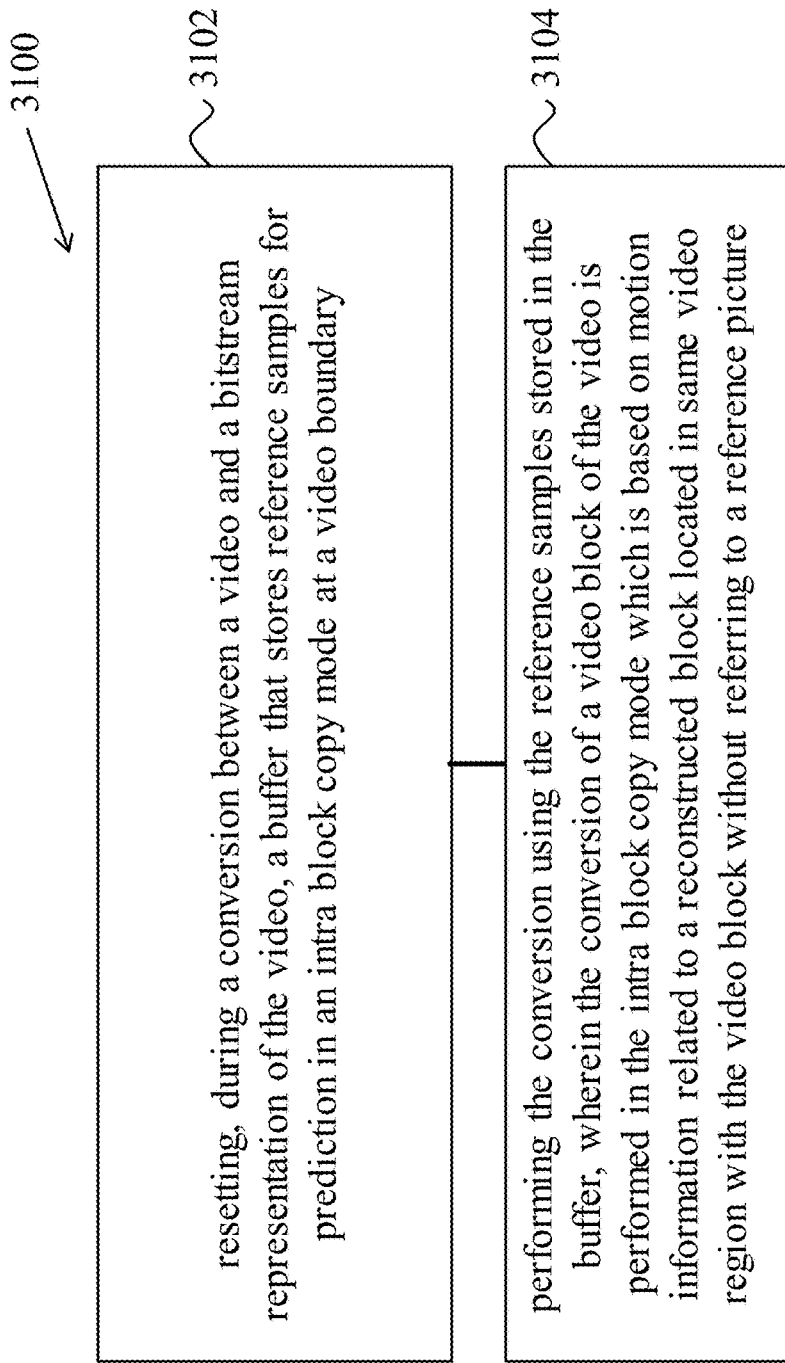 3100
3102
resetting, during a conversion between a video and a bitstream
representation of the video, a buffer that stores reference samples for
prediction in an intra block copy mode at a video boundary
3104
performing the conversion using the reference samples stored in the
buffer, wherein the conversion of a video block of the video is
performed in the intra block copy mode which is based on motion
information related to a reconstructed block located in same video
region with the video block without referring to a reference picture